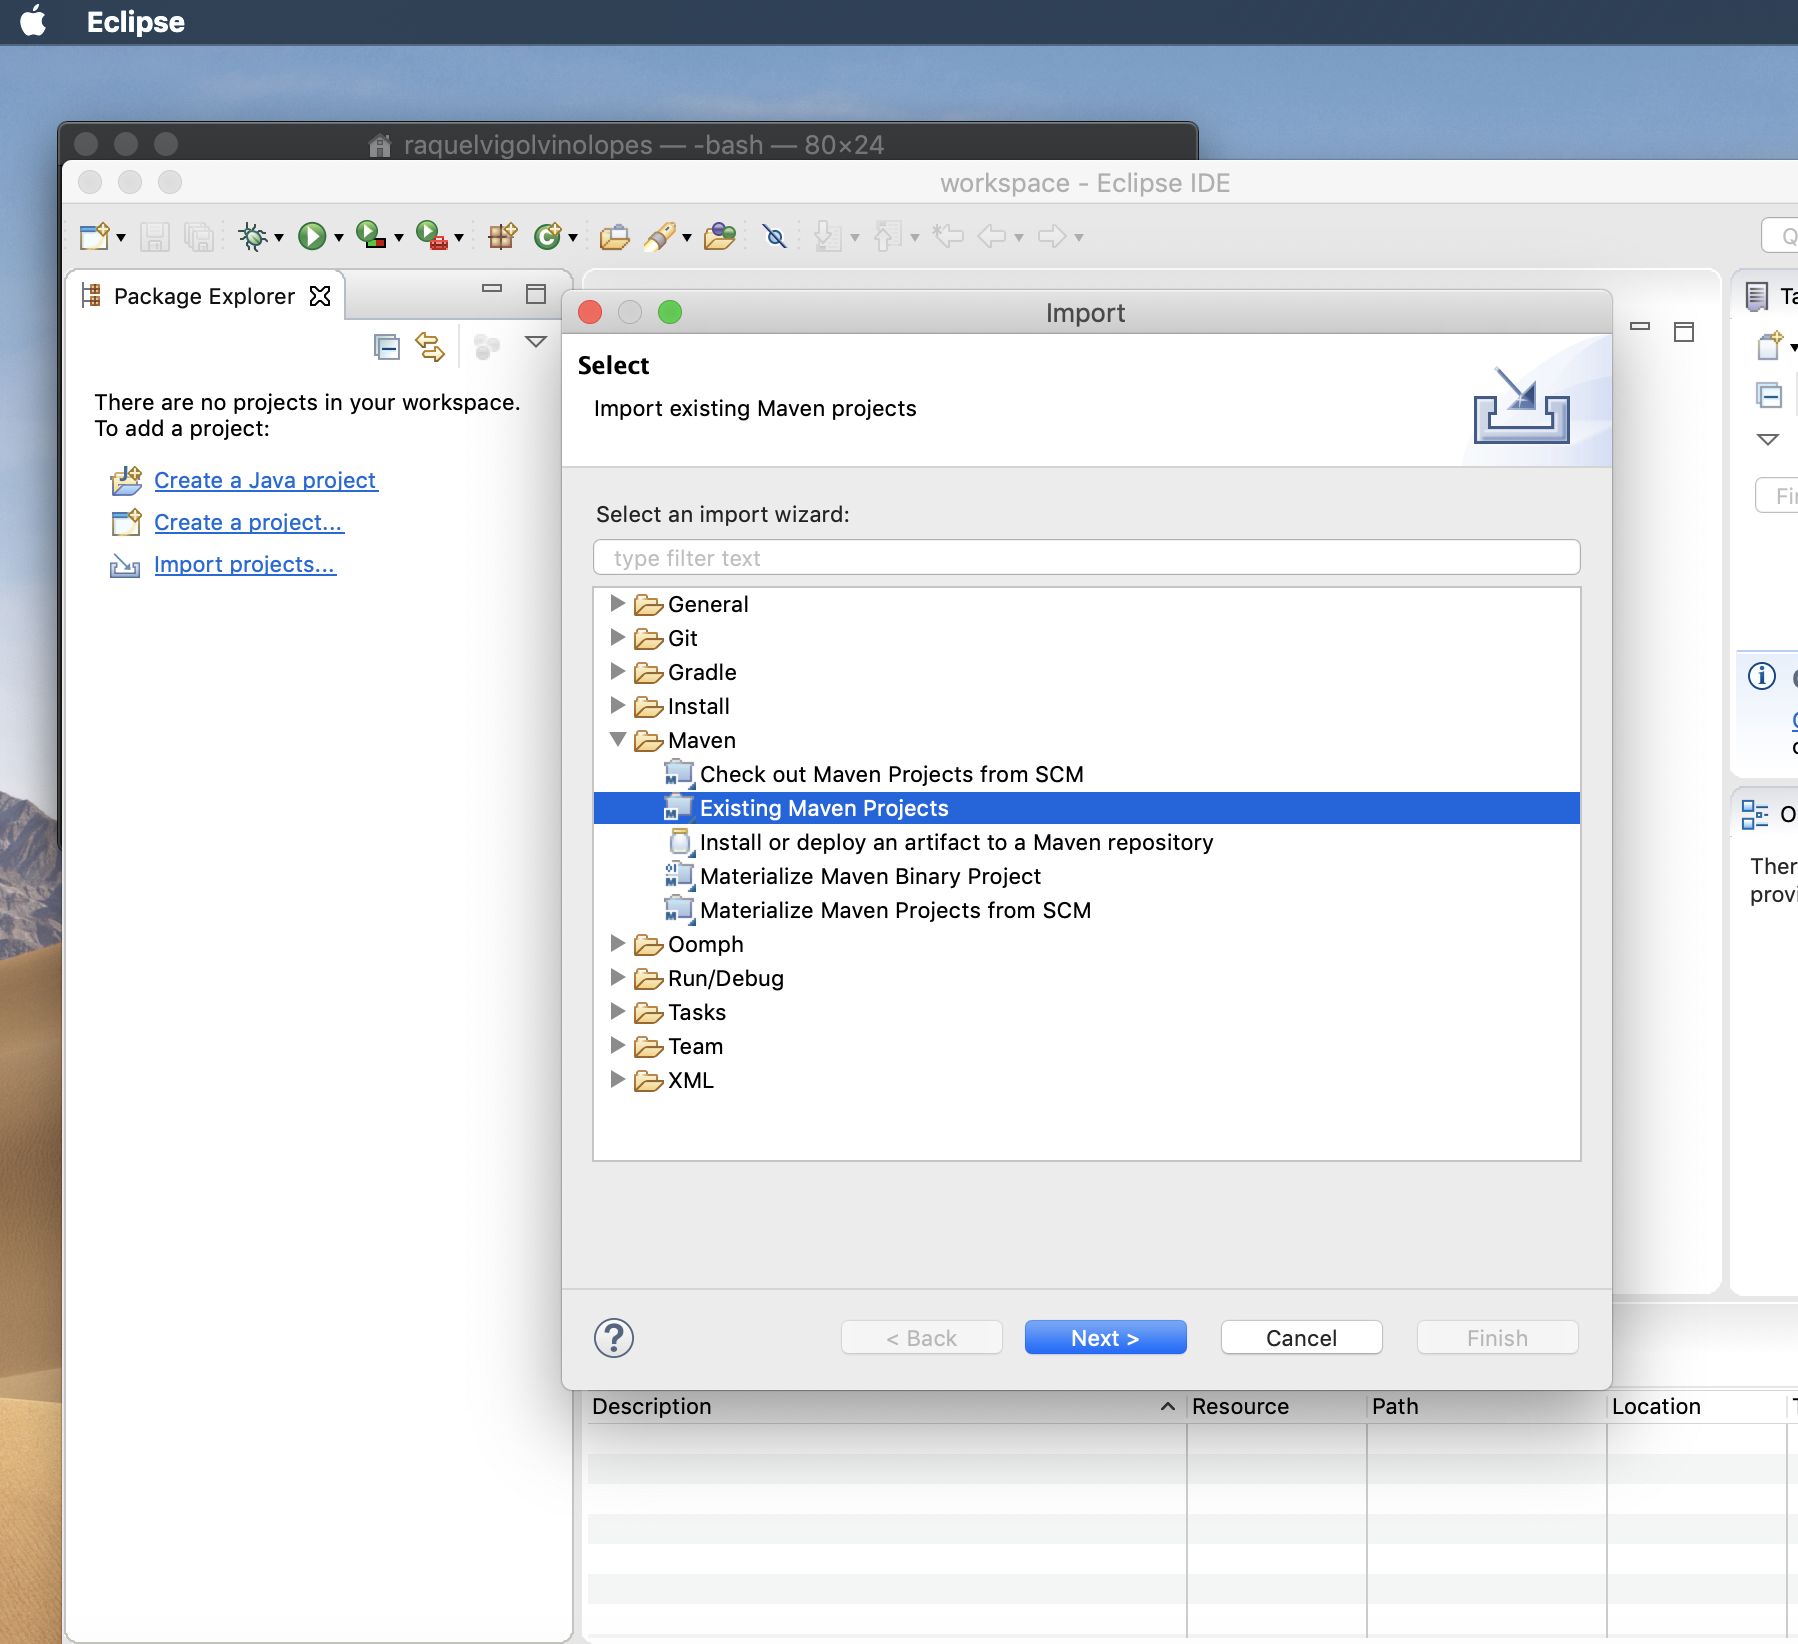 Eclipse
raquelvigolvinolopes — -bash — 80×24
workspace - Eclipse IDE
Package Explorer
There are no projects in your workspace.
To add a project:
Create a Java project
Create a project...
Import projects...
Import
Select
Import existing Maven projects
Select an import wizard:
type filter text
General
Git
Gradle
Install
Maven
Check out Maven Projects from SCM
Existing Maven Projects
Install or deploy an artifact to a Maven repository
Materialize Maven Binary Project
Materialize Maven Projects from SCM
Oomph
Run/Debug
Tasks
Team
XML
?
< Back
Next >
Cancel
Finish
Description
Resource
Path
Location